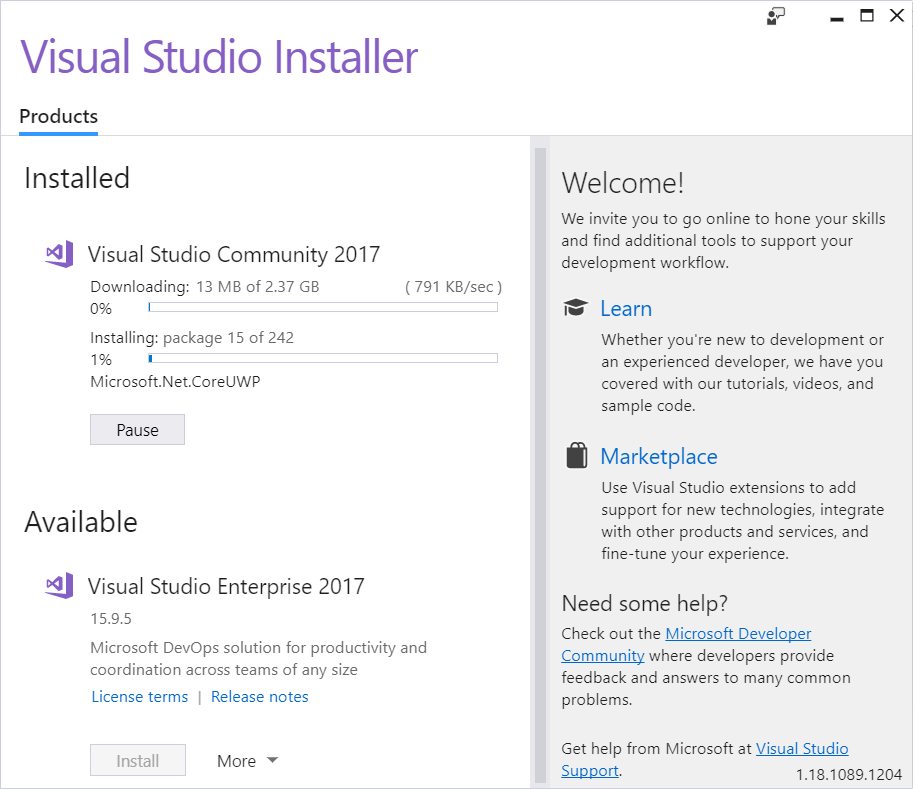 Visual Studio Installer
Products
Installed
Visual Studio Community 2017
Downloading: 13 MB of 2.37 GB ( 791 KB/sec )
0%
Installing: package 15 of 242
1%
Microsoft.Net.CoreUWP
Pause
Available
Visual Studio Enterprise 2017
15.9.5
Microsoft DevOps solution for productivity and
coordination across teams of any size
License terms | Release notes
Install More
Welcome!
We invite you to go online to hone your skills
and find additional tools to support your
development workflow.
Learn
Whether you're new to development or
an experienced developer, we have you
covered with our tutorials, videos, and
sample code.
Marketplace
Use Visual Studio extensions to add
support for new technologies, integrate
with other products and services, and
fine-tune your experience.
Need some help?
Check out the Microsoft Developer
Community where developers provide
feedback and answers to many common
problems.
Get help from Microsoft at Visual Studio
Support.
1.18.1089.1204